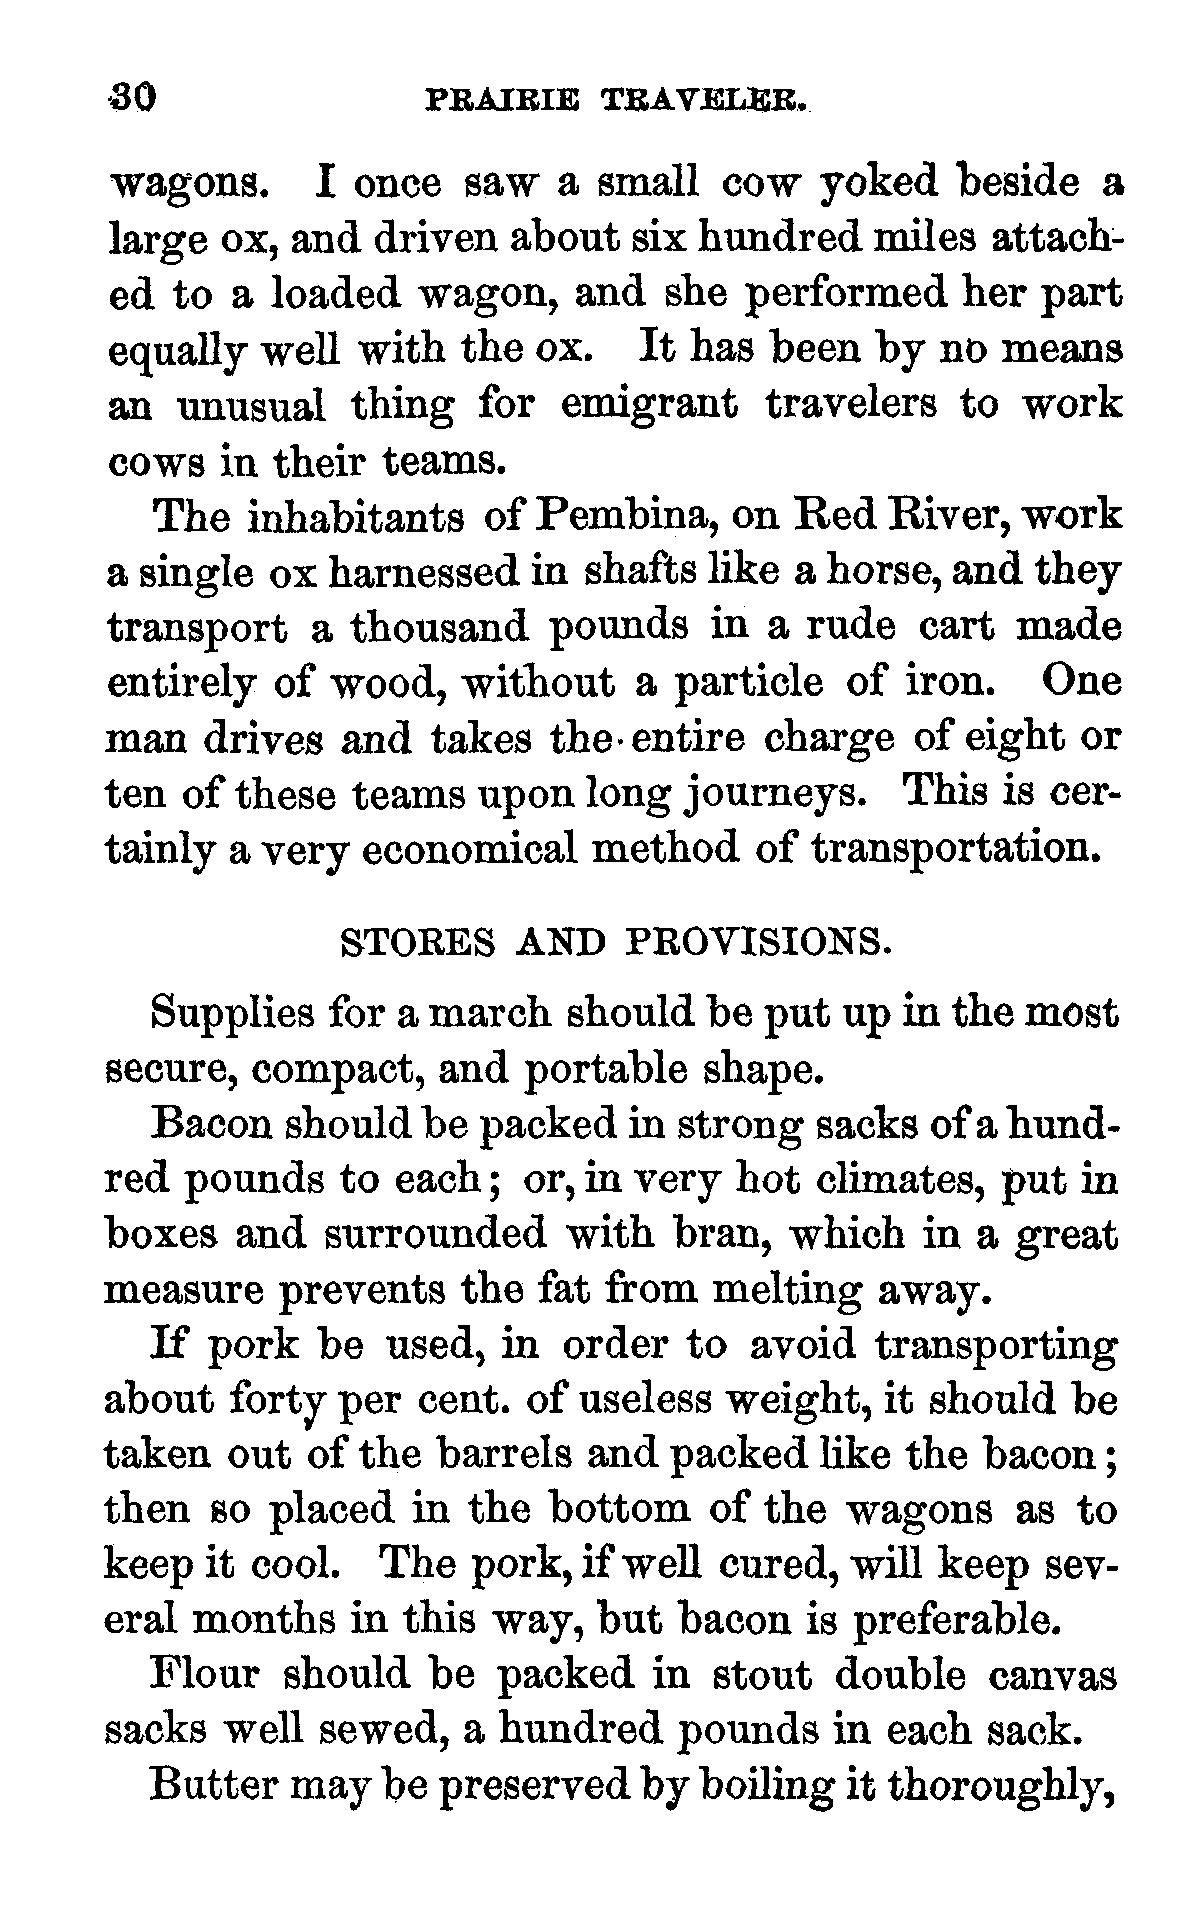 30 PRAIRIE TRAVELER.
wagons. I once saw a small cow yoked beside a
large ox, and driven about six hundred miles attach-
ed to a loaded wagon, and she performed her part
equally well with the ox. It has been by no means
an unusual thing for emigrant travelers to work
cows in their teams.
The inhabitants of Pembina, on Red River, work
a single ox harnessed in shafts like a horse, and they
transport a thousand pounds in a rude cart made
entirely of wood, without a particle of iron. One
man drives and takes the entire charge of eight or
ten of these teams upon long journeys. This is cer-
tainly a very economical method of transportation.
STORES AND PROVISIONS.
Supplies for a march should be put up in the most
secure, compact, and portable shape.
Bacon should be packed in strong sacks of a hund-
red pounds to each; or, in very hot climates, put in
boxes and surrounded with bran, which in a great
measure prevents the fat from melting away.
If pork be used, in order to avoid transporting
about forty per cent. of useless weight, it should be
taken out of the barrels and packed like the bacon;
then so placed in the bottom of the wagons as to
keep it cool. The pork, if well cured, will keep sev-
eral months in this way, but bacon is preferable.
Flour should be packed in stout double canvas
sacks well sewed, a hundred pounds in each sack.
Butter may be preserved by boiling it thoroughly,